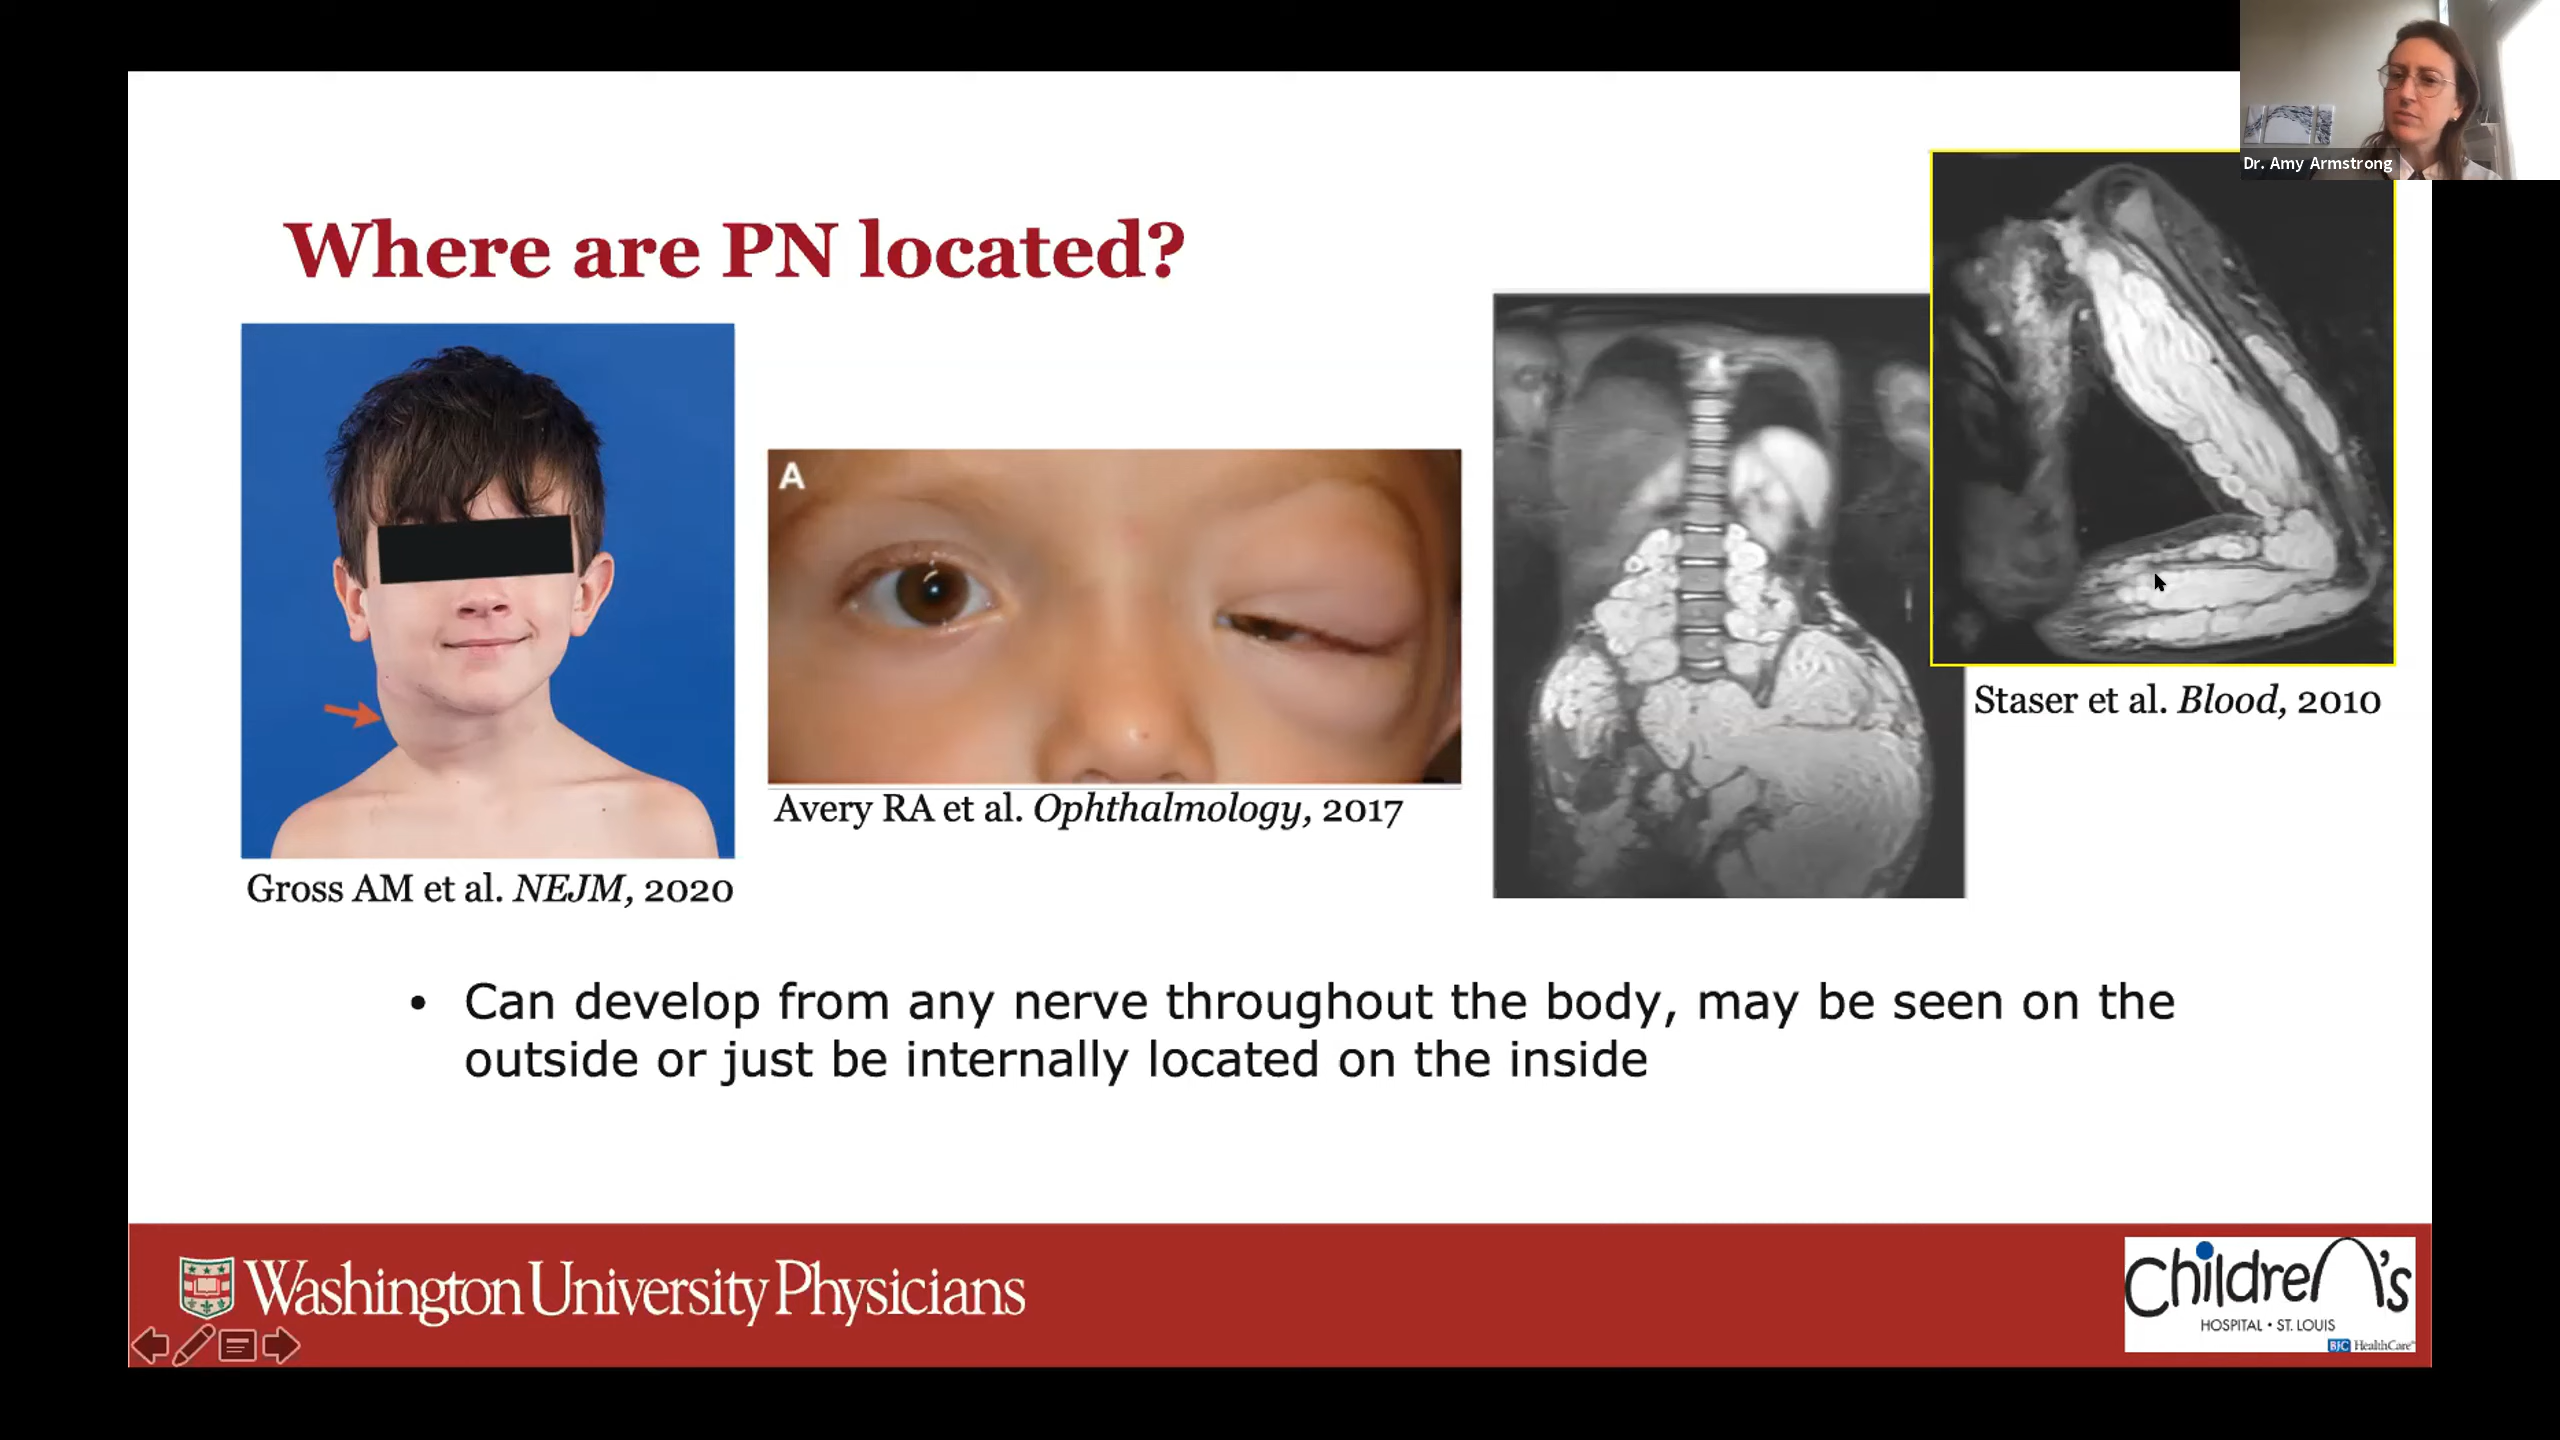 Dr. Amy Armstrong
Where are PN located?
A
Gross AM et al. NEJM, 2020
Avery RA et al. Ophthalmology, 2017
Staser et al. Blood, 2010
• Can develop from any nerve throughout the body, may be seen on the
outside or just be internally located on the inside
Washington University Physicians
Children's
HOSPITAL • ST. LOUIS
BJC HealthCare